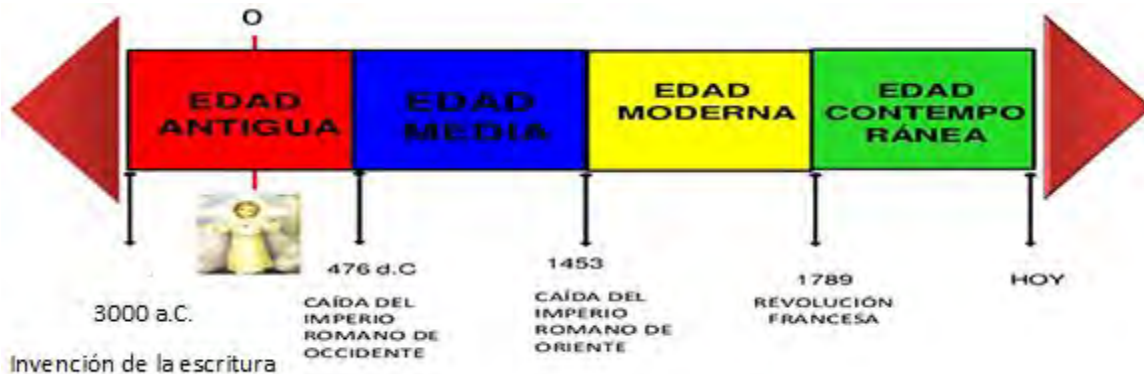 O
EDAD
ANTIGUA
EDAD
MEDIA
EDAD
MODERNA
EDAD
CONTEMPO
RÁNEA
3000 a.C.
Invención de la escritura
476 d.C
CAÍDA DEL
IMPERIO
ROMANO DE
OCCIDENTE
1453
CAÍDA DEL
IMPERIO
ROMANO DE
ORIENTE
1789
REVOLUCIÓN
FRANCESA
HOY